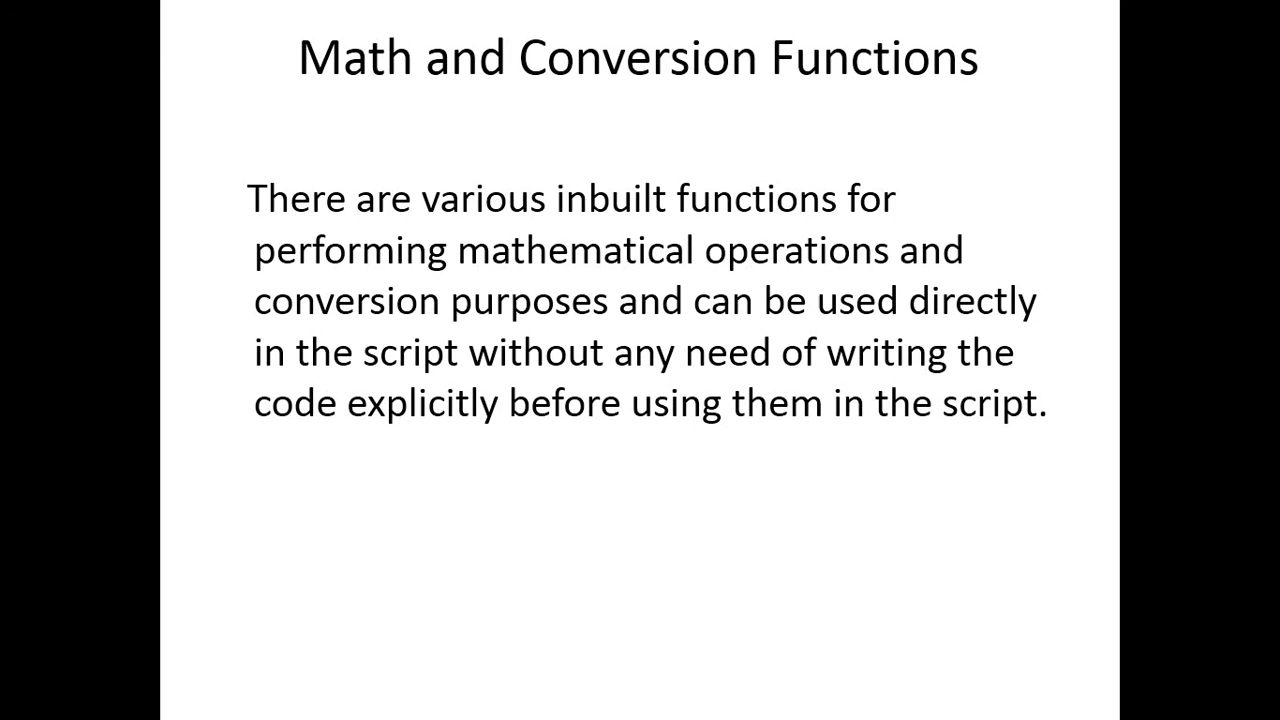 Math and Conversion Functions
There are various inbuilt functions for
performing mathematical operations and
conversion purposes and can be used directly
in the script without any need of writing the
code explicitly before using them in the script.